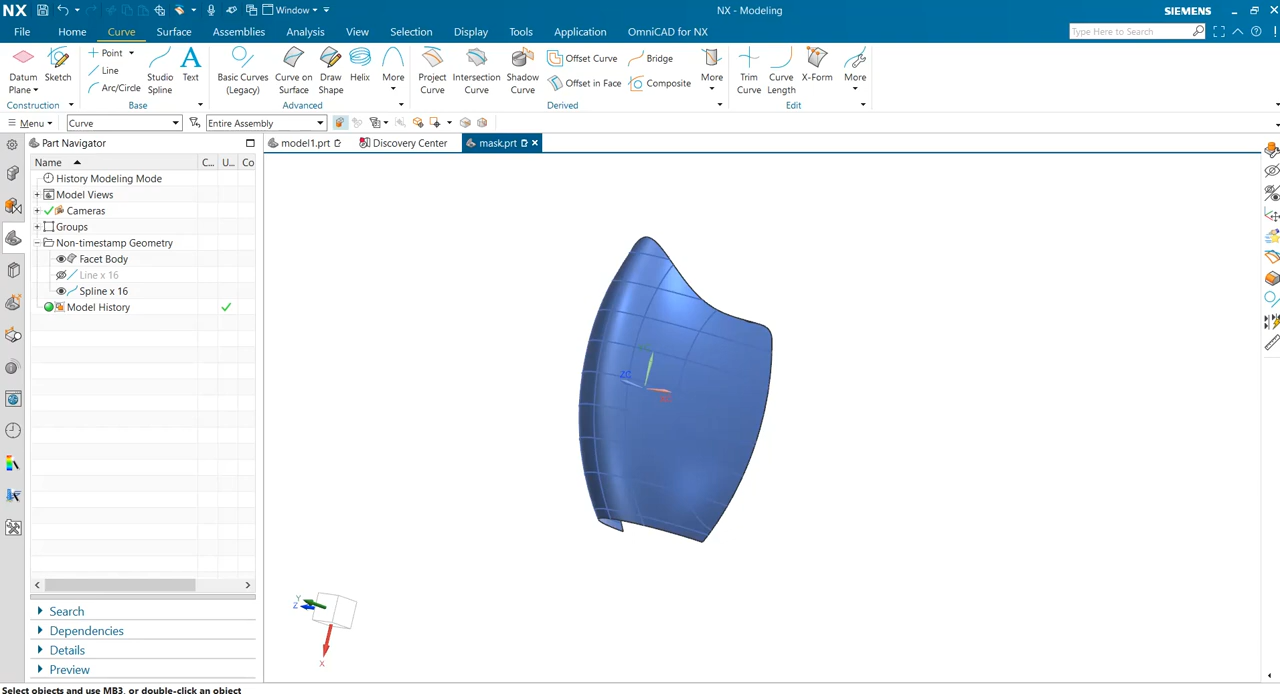 NX Window NX - Modeling SIEMENS
File Home Curve Surface Assemblies Analysis View Selection Display Tools Application OmniCAD for NX Type Here to Search
Datum Plane Sketch Point Line Arc/Circle Studio Spline Text Basic Curves (Legacy) Curve on Surface Draw Shape Helix More Project Curve Intersection Curve Shadow Curve Offset Curve Offset in Face Bridge Composite More Trim Curve Curve Length X-Form More
Construction Base Advanced Derived Edit
Menu Curve Entire Assembly
Part Navigator model1.prt Discovery Center mask.prt
Name C... U... Co
History Modeling Mode
Model Views
Cameras
Groups
Non-timestamp Geometry
Facet Body
Line x 16
Spline x 16
Model History
ZC
XC
Search
Dependencies
Details
Preview
Y
Z
X
Select objects and use MB3, or double-click an object